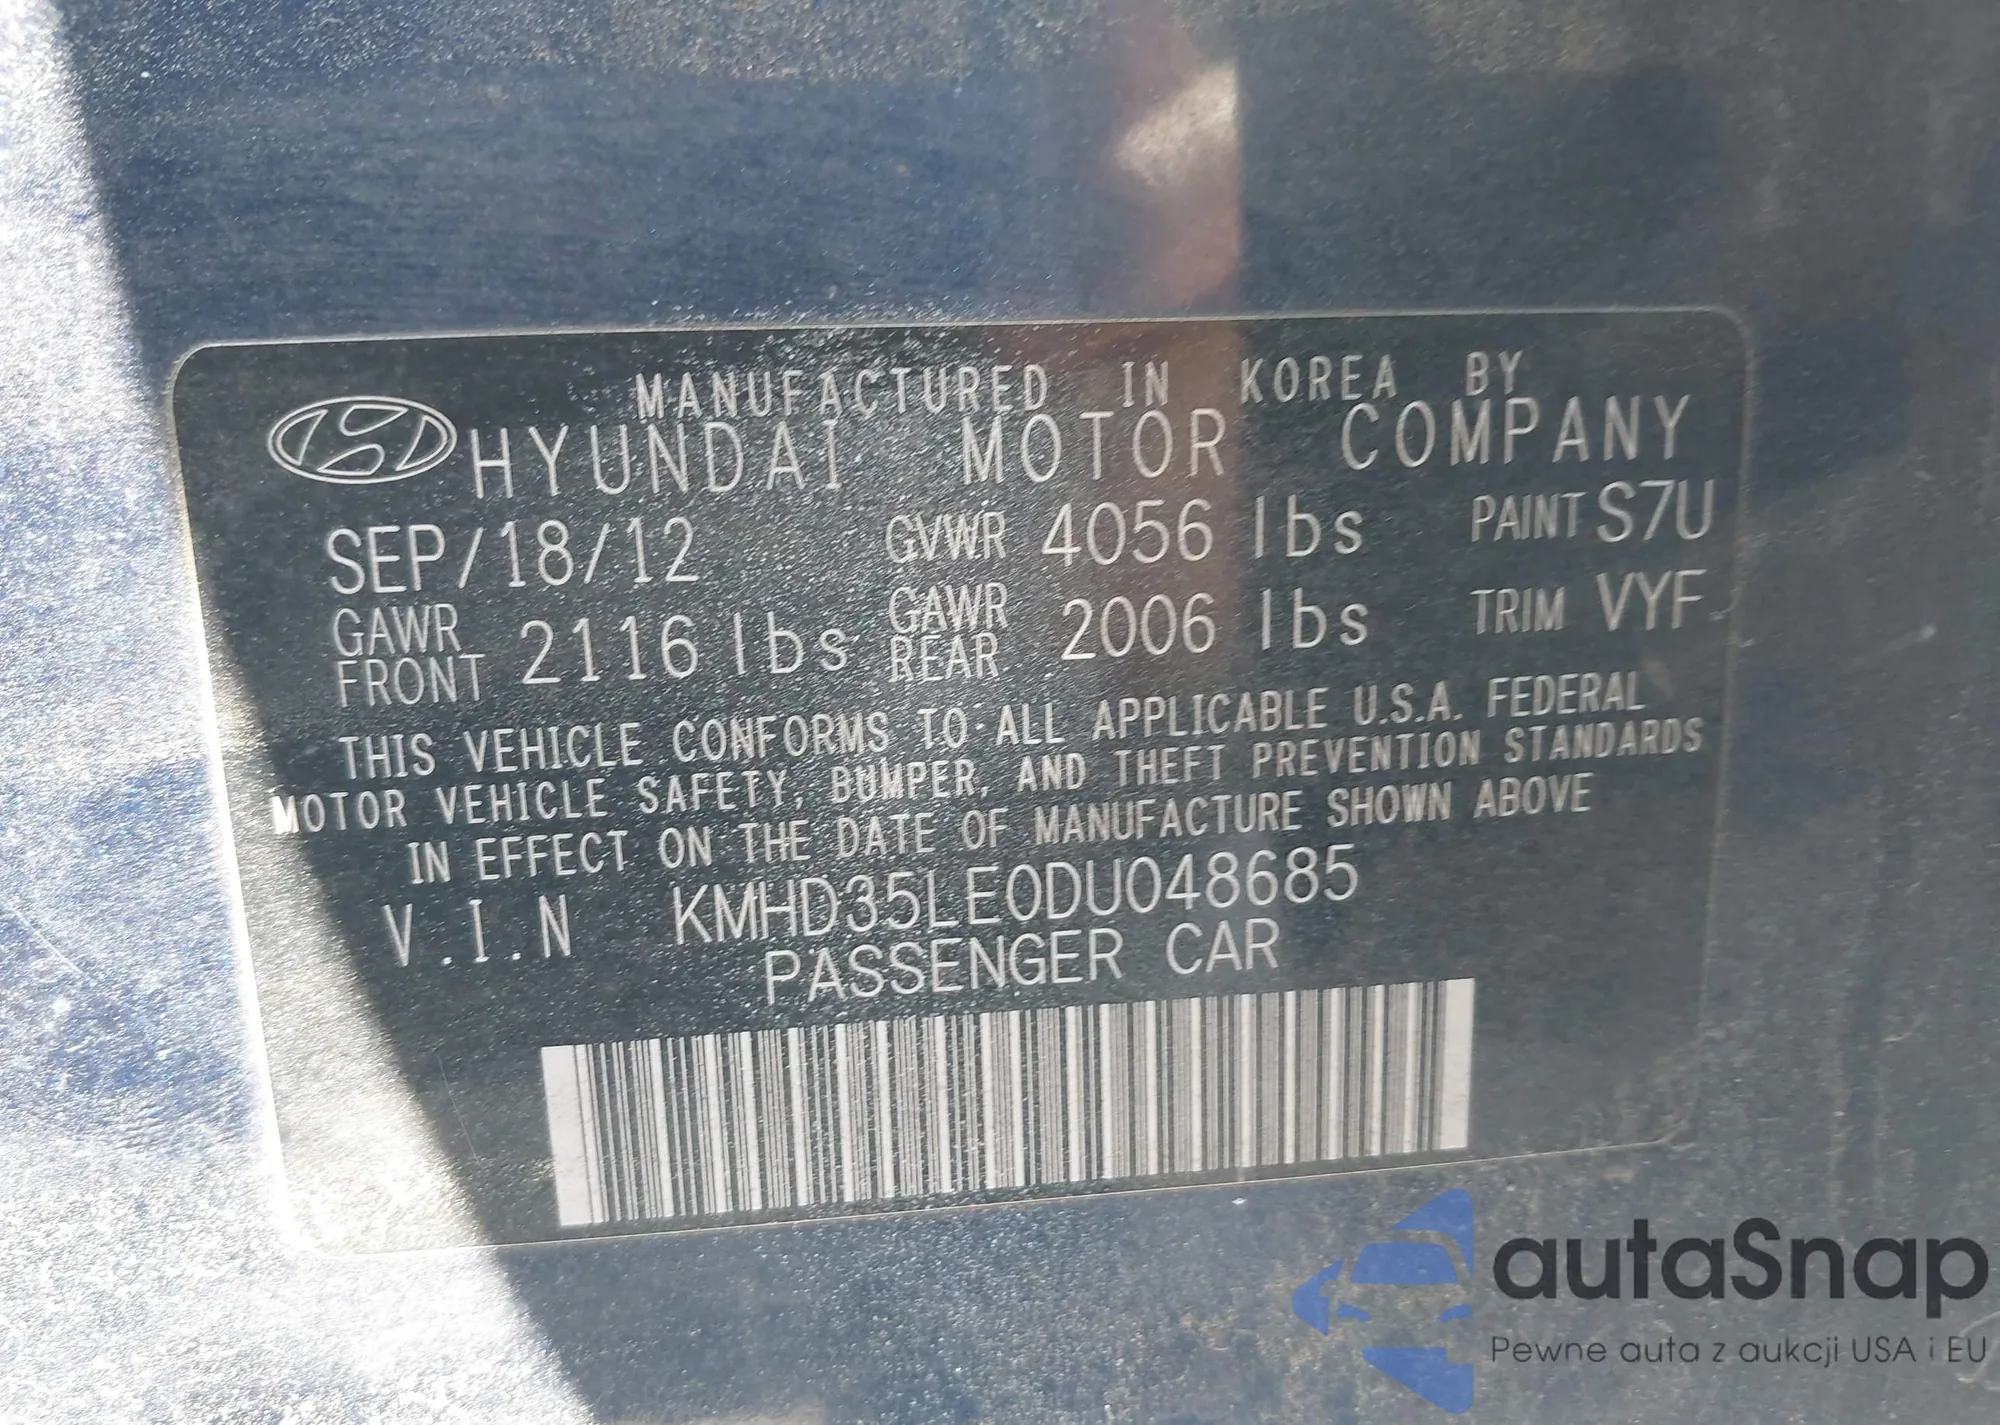 MANUFACTURED IN KOREA BY
HYUNDAI MOTOR COMPANY
SEP/18/12 GVWR 4056 lbs PAINT S7U
GAWR FRONT 2116 lbs GAWR REAR 2006 lbs TRIM VYF
THIS VEHICLE CONFORMS TO ALL APPLICABLE U.S.A. FEDERAL
MOTOR VEHICLE SAFETY, BUMPER, AND THEFT PREVENTION STANDARDS
IN EFFECT ON THE DATE OF MANUFACTURE SHOWN ABOVE
V.I.N KMHD35LE0DU048685
PASSENGER CAR
autaSnap
Pewne auta z aukcji USA i EU